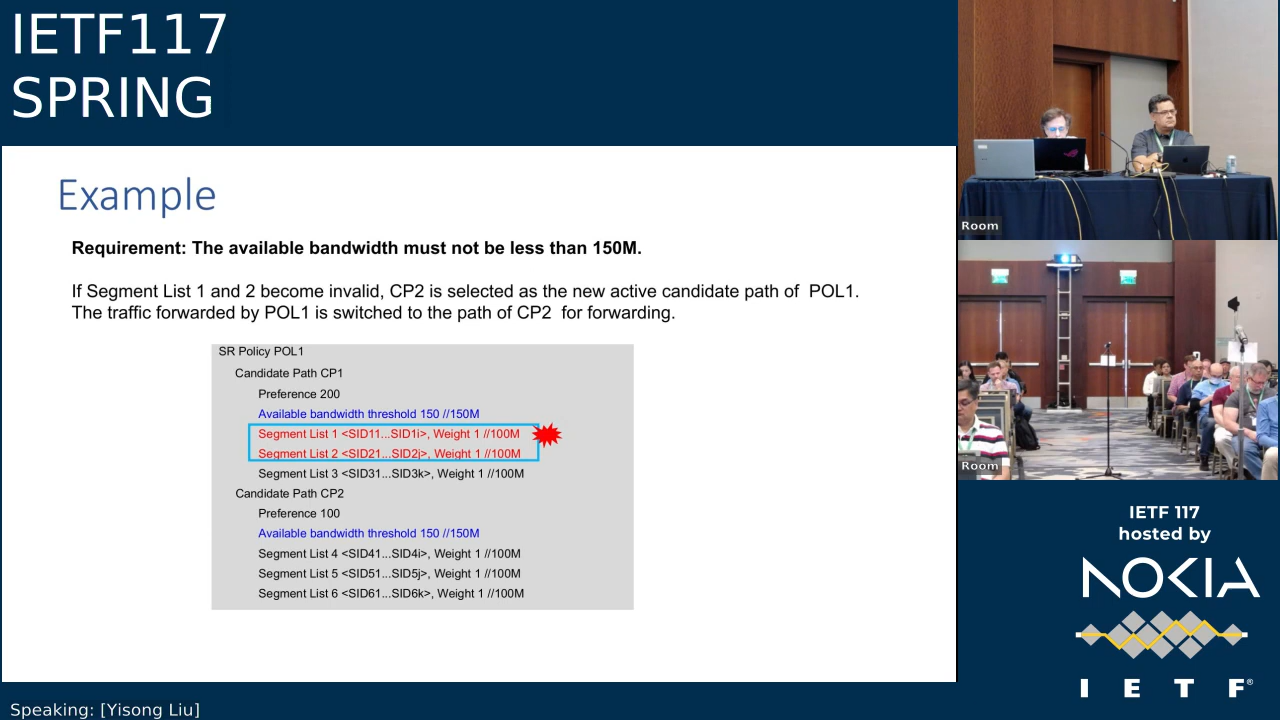 IETF117
SPRING
Example
Requirement: The available bandwidth must not be less than 150M.
If Segment List 1 and 2 become invalid, CP2 is selected as the new active candidate path of POL1.
The traffic forwarded by POL1 is switched to the path of CP2 for forwarding.
SR Policy POL1
Candidate Path CP1
Preference 200
Available bandwidth threshold 150 //150M
Segment List 1 <SID11...SID1i>, Weight 1 //100M
Segment List 2 <SID21...SID2j>, Weight 1 //100M
Segment List 3 <SID31...SID3k>, Weight 1 //100M
Candidate Path CP2
Preference 100
Available bandwidth threshold 150 //150M
Segment List 4 <SID41...SID4i>, Weight 1 //100M
Segment List 5 <SID51...SID5j>, Weight 1 //100M
Segment List 6 <SID61...SID6k>, Weight 1 //100M
Speaking: [Yisong Liu]
Room
Room
IETF 117
hosted by
NOKIA
I E T F®